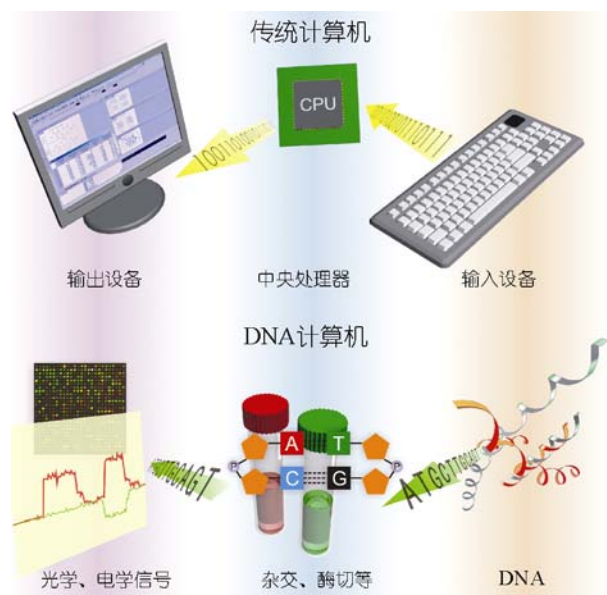 传统计算机
CPU
输出设备
中央处理器
输入设备
DNA计算机
A T
C G
P
P
光学、电学信号
杂交、酶切等
DNA